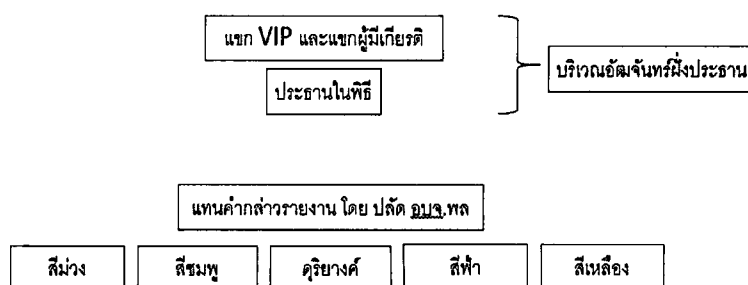 แขก VIP และแขกผู้มีเกียรติ
บริเวณอัฒจันทร์ฝั่งประธาน
ประธานในพิธี
แทนคำกล่าวรายงาน โดย ปลัด อบจ.พล
สีม่วง
สีชมพู
ดุริยางค์
สีฟ้า
สีเหลือง